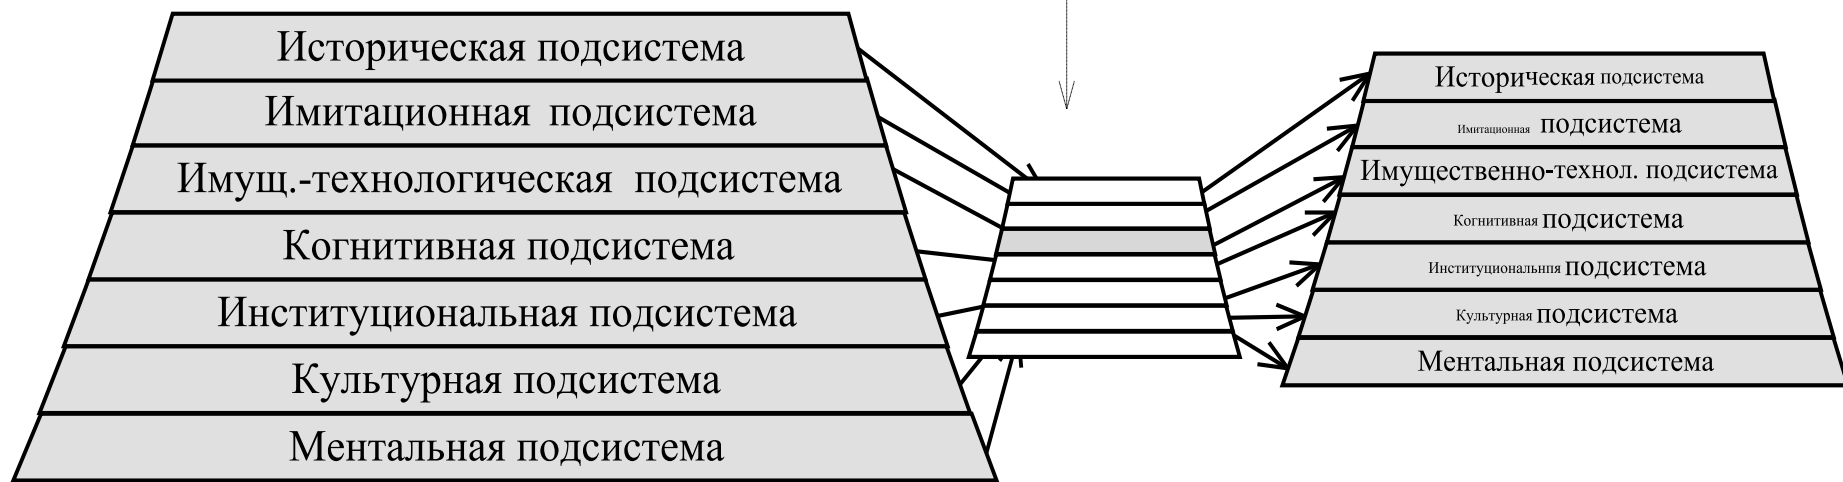 Историческая подсистема
Имитационная подсистема
Имущ.-технологическая подсистема
Когнитивная подсистема
Институциональная подсистема
Культурная подсистема
Ментальная подсистема
Историческая подсистема
Имитационная подсистема
Имущественно-технол. подсистема
Когнитивная подсистема
Институциональнпя подсистема
Культурная подсистема
Ментальная подсистема